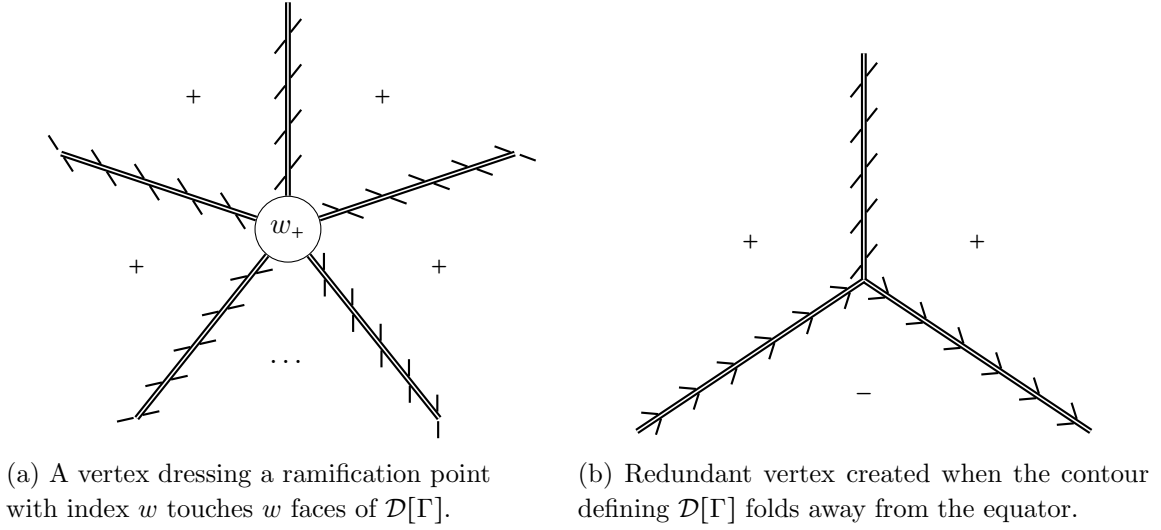 + +
w₊
+ +
. . .
+ +
−
(a) A vertex dressing a ramification point
with index w touches w faces of 𝒟[Γ].
(b) Redundant vertex created when the contour
defining 𝒟[Γ] folds away from the equator.